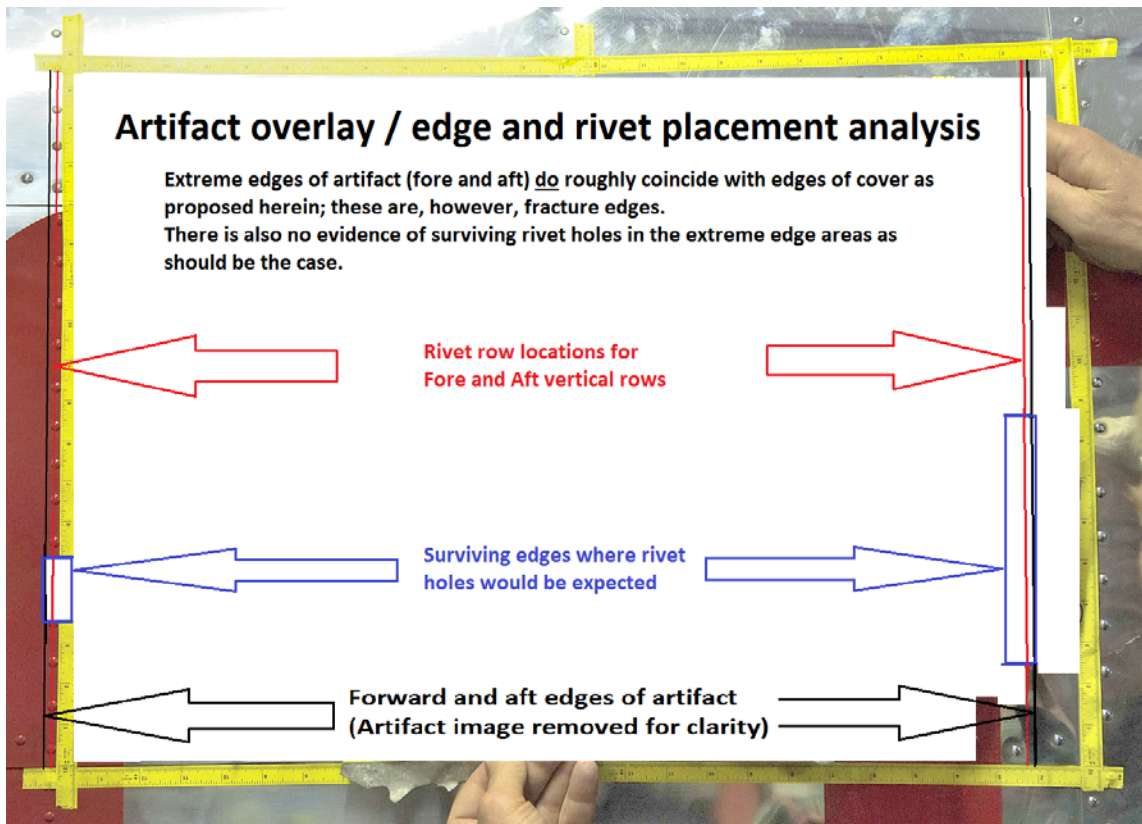 Artifact overlay / edge and rivet placement analysis
Extreme edges of artifact (fore and aft) do roughly coincide with edges of cover as
proposed herein; these are, however, fracture edges.
There is also no evidence of surviving rivet holes in the extreme edge areas as
should be the case.
Rivet row locations for
Fore and Aft vertical rows
Surviving edges where rivet
holes would be expected
Forward and aft edges of artifact
(Artifact image removed for clarity)